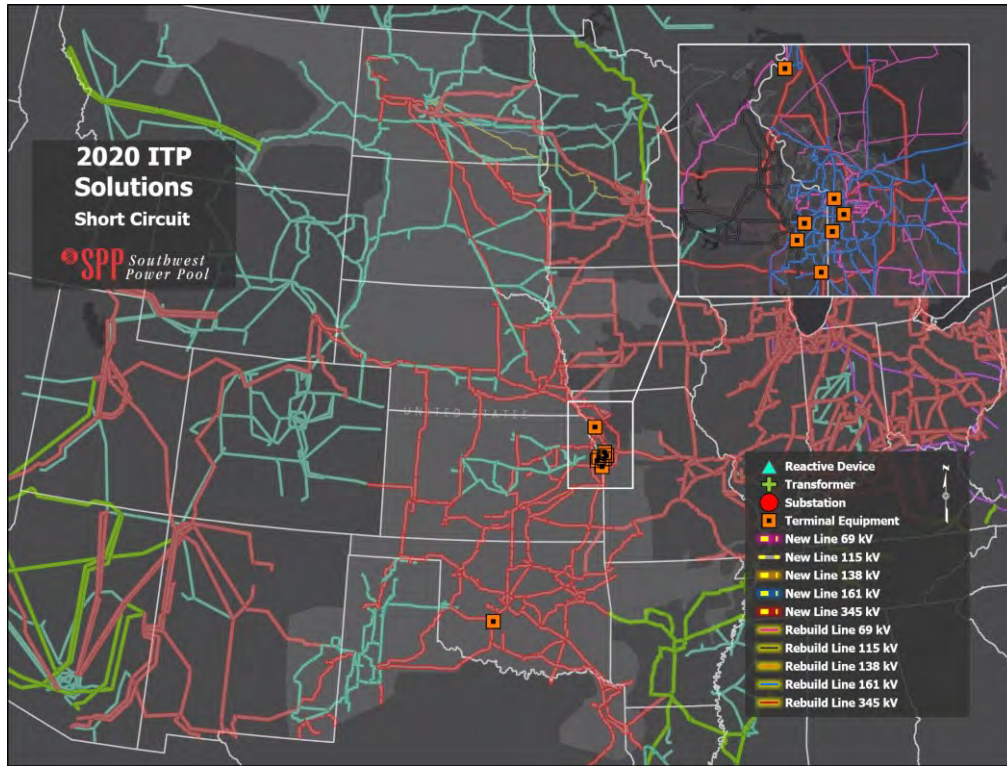 2020 ITP
Solutions
Short Circuit
SPP Southwest
Power Pool
UNITED STATES
Reactive Device
Transformer
Substation
Terminal Equipment
New Line 69 kV
New Line 115 kV
New Line 138 kV
New Line 161 kV
New Line 345 kV
Rebuild Line 69 kV
Rebuild Line 115 kV
Rebuild Line 138 kV
Rebuild Line 161 kV
Rebuild Line 345 kV
N